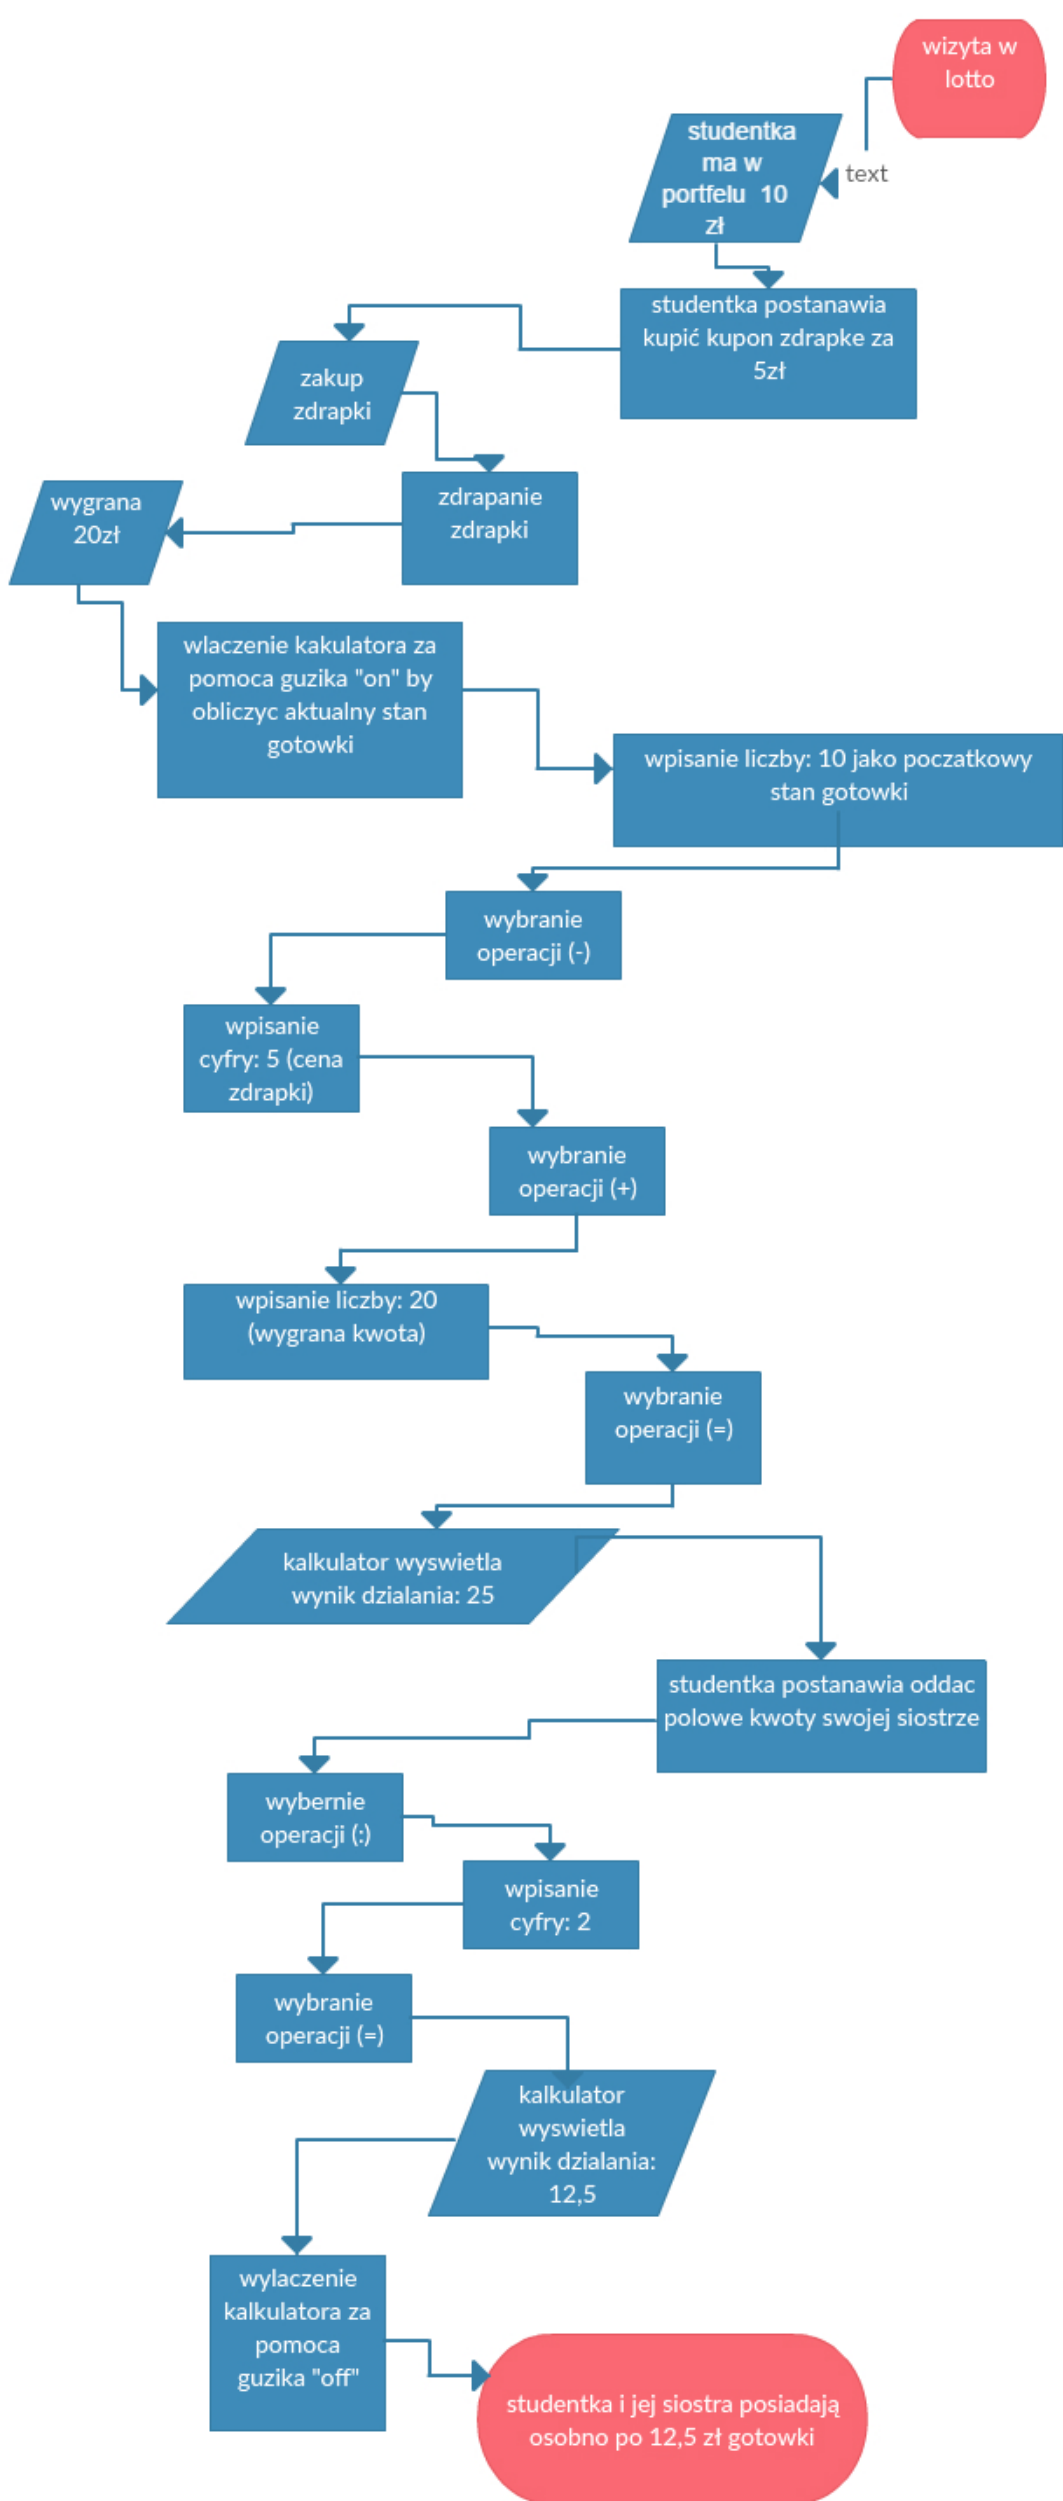 wizyta w
lotto
text
studentka
ma w
portfelu 10
zł
studentka postanawia
kupić kupon zdrapke za
5zł
zakup
zdrapki
zdrapanie
zdrapki
wygrana
20zł
wlaczenie kakulatora za
pomoca guzika "on" by
obliczyc aktualny stan
gotowki
wpisanie liczby: 10 jako poczatkowy
stan gotowki
wybranie
operacji (-)
wpisanie
cyfry: 5 (cena
zdrapki)
wybranie
operacji (+)
wpisanie liczby: 20
(wygrana kwota)
wybranie
operacji (=)
kalkulator wyswietla
wynik dzialania: 25
studentka postanawia oddac
polowe kwoty swojej siostrze
wybernie
operacji (:)
wpisanie
cyfry: 2
wybranie
operacji (=)
kalkulator
wyswietla
wynik dzialania:
12,5
wylaczenie
kalkulatora za
pomoca
guzika "off"
studentka i jej siostra posiadają
osobno po 12,5 zł gotowki